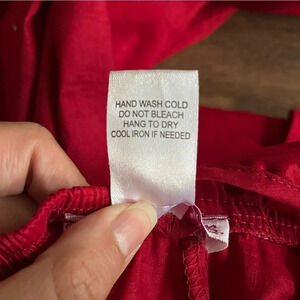 HAND WASH COLD
DO NOT BLEACH
HANG TO DRY
COOL IRON IF NEEDED